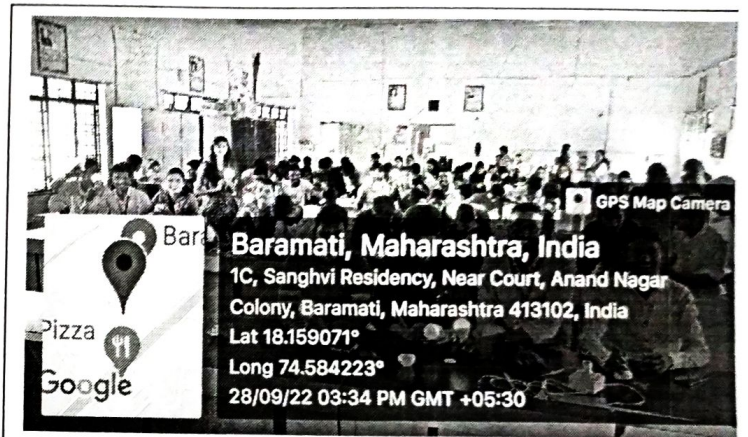 GPS Map Camera
Bara
Pizza
Google
Baramati, Maharashtra, India
1C, Sanghvi Residency, Near Court, Anand Nagar
Colony, Baramati, Maharashtra 413102, India
Lat 18.159071°
Long 74.584223°
28/09/22 03:34 PM GMT +05:30